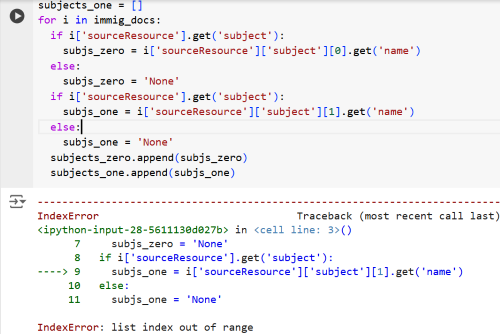 subjects_one = []
for i in immig_docs:
  if i['sourceResource'].get('subject'):
    subjs_zero = i['sourceResource']['subject'][0].get('name')
  else:
    subjs_zero = 'None'
  if i['sourceResource'].get('subject'):
    subjs_one = i['sourceResource']['subject'][1].get('name')
  else:
    subjs_one = 'None'
  subjects_zero.append(subjs_zero)
  subjects_one.append(subjs_one)
---------------------------------------------------------------------------
IndexError                                Traceback (most recent call last)
<ipython-input-28-5611130d027b> in <cell line: 3>()
      7     subjs_zero = 'None'
      8   if i['sourceResource'].get('subject'):
----> 9     subjs_one = i['sourceResource']['subject'][1].get('name')
     10   else:
     11     subjs_one = 'None'
IndexError: list index out of range